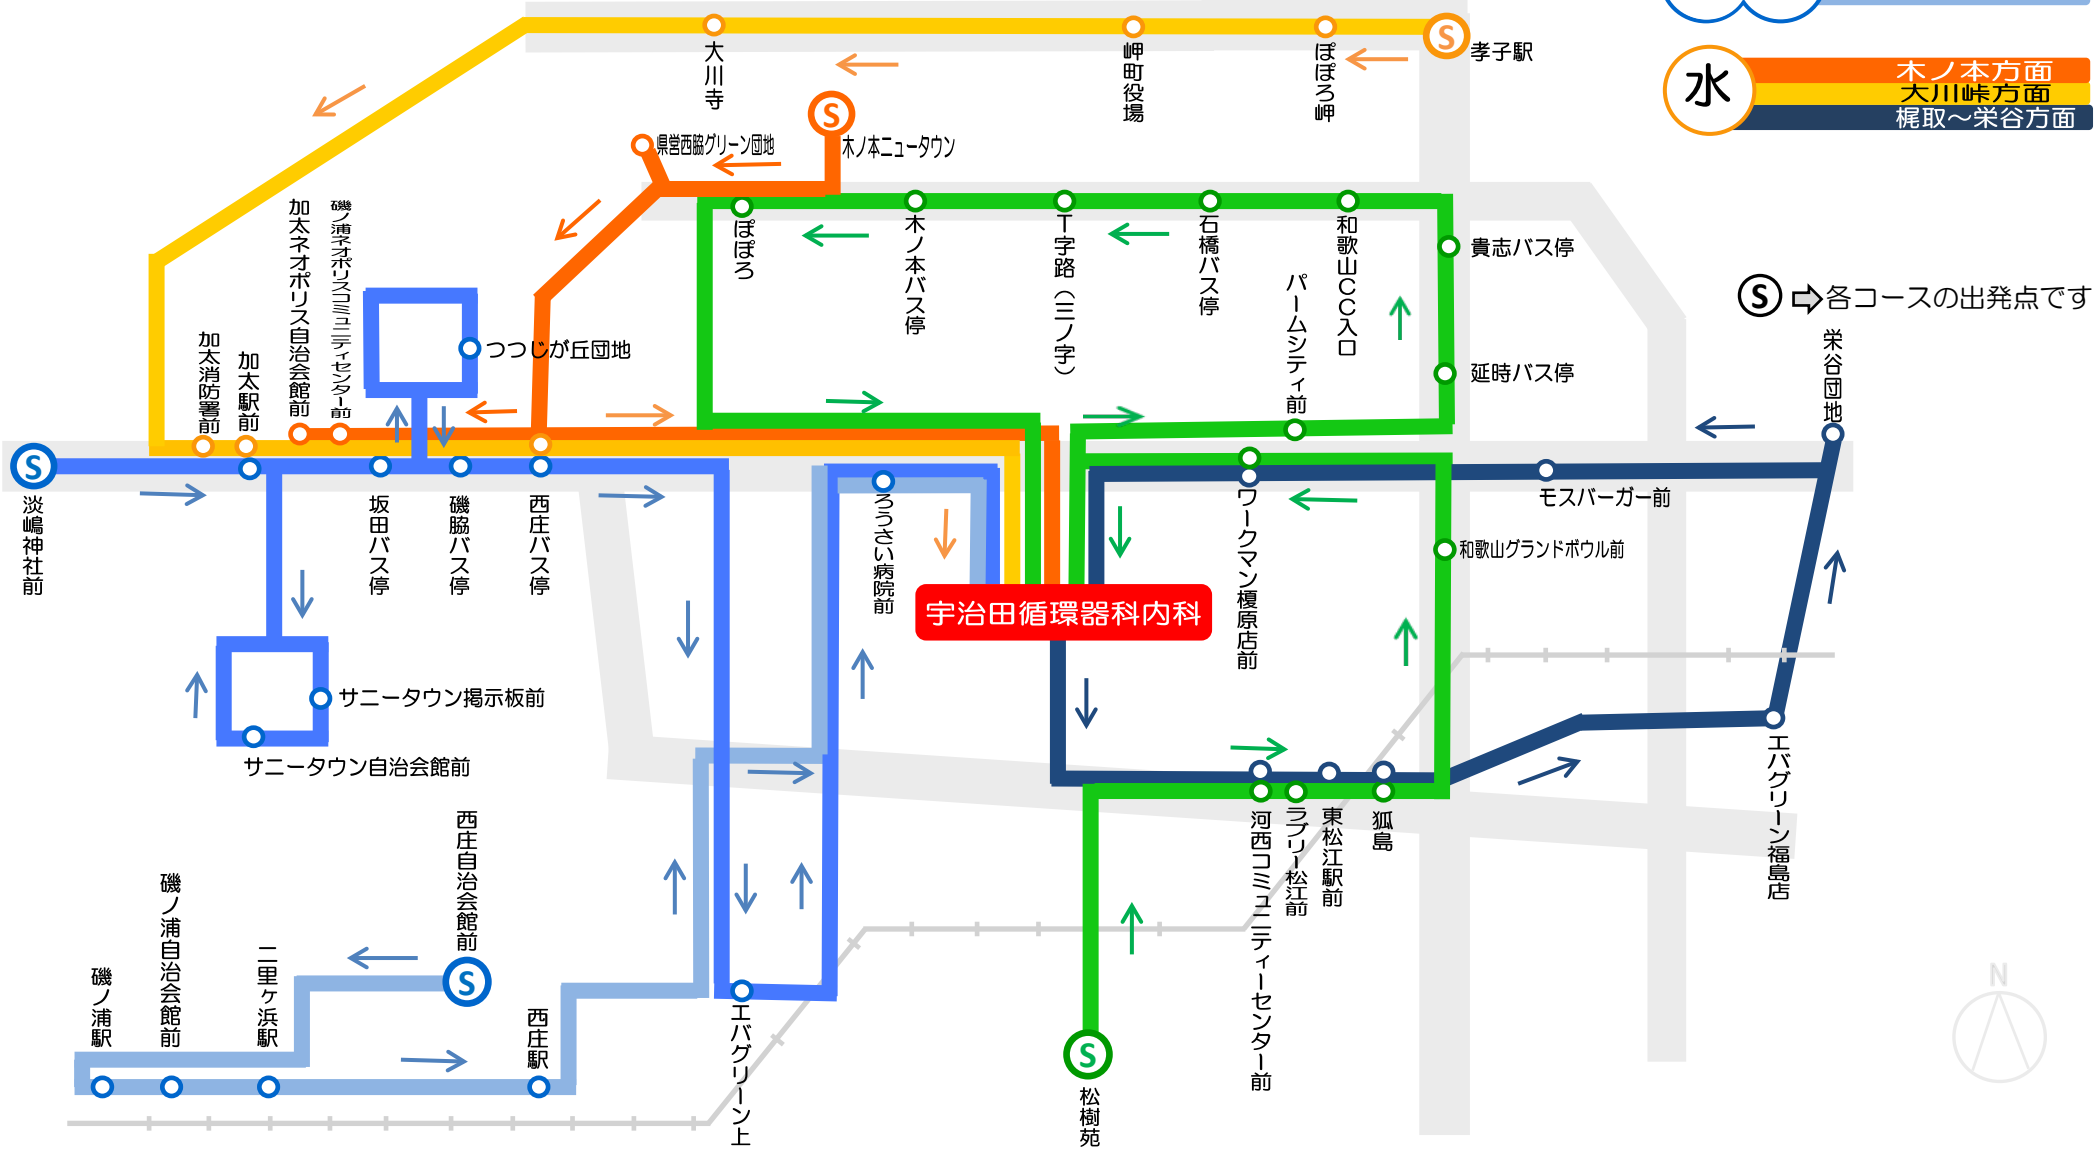 大川寺
岬町役場
ぽぽろ岬
S
孝子駅
水
木ノ本方面
大川峠方面
梶取～栄谷方面
S
木ノ本ニュータウン
県営西脇グリーン団地
加太ネオポリス自治会館前
磯ノ浦ネオポリスコミュニティセンター前
ぽぽろ
木ノ本バス停
T字路（三ノ字）
石橋バス停
和歌山CC入口
パームシティ前
貴志バス停
延時バス停
S
各コースの出発点です
栄谷団地
加太消防署前
加太駅前
つつじが丘団地
S
淡嶋神社前
坂田バス停
磯脇バス停
西庄バス停
ろうさい病院前
ワークマン榎原店前
モスバーガー前
和歌山グランドボウル前
宇治田循環器科内科
サニータウン掲示板前
サニータウン自治会館前
エバグリーン福島店
河西コミュニティーセンター前
ラブリー松江前
東松江駅前
狐島
西庄自治会館前
S
磯ノ浦駅
磯ノ浦自治会館前
二里ヶ浜駅
西庄駅
エバグリーン上
S
松樹苑
N